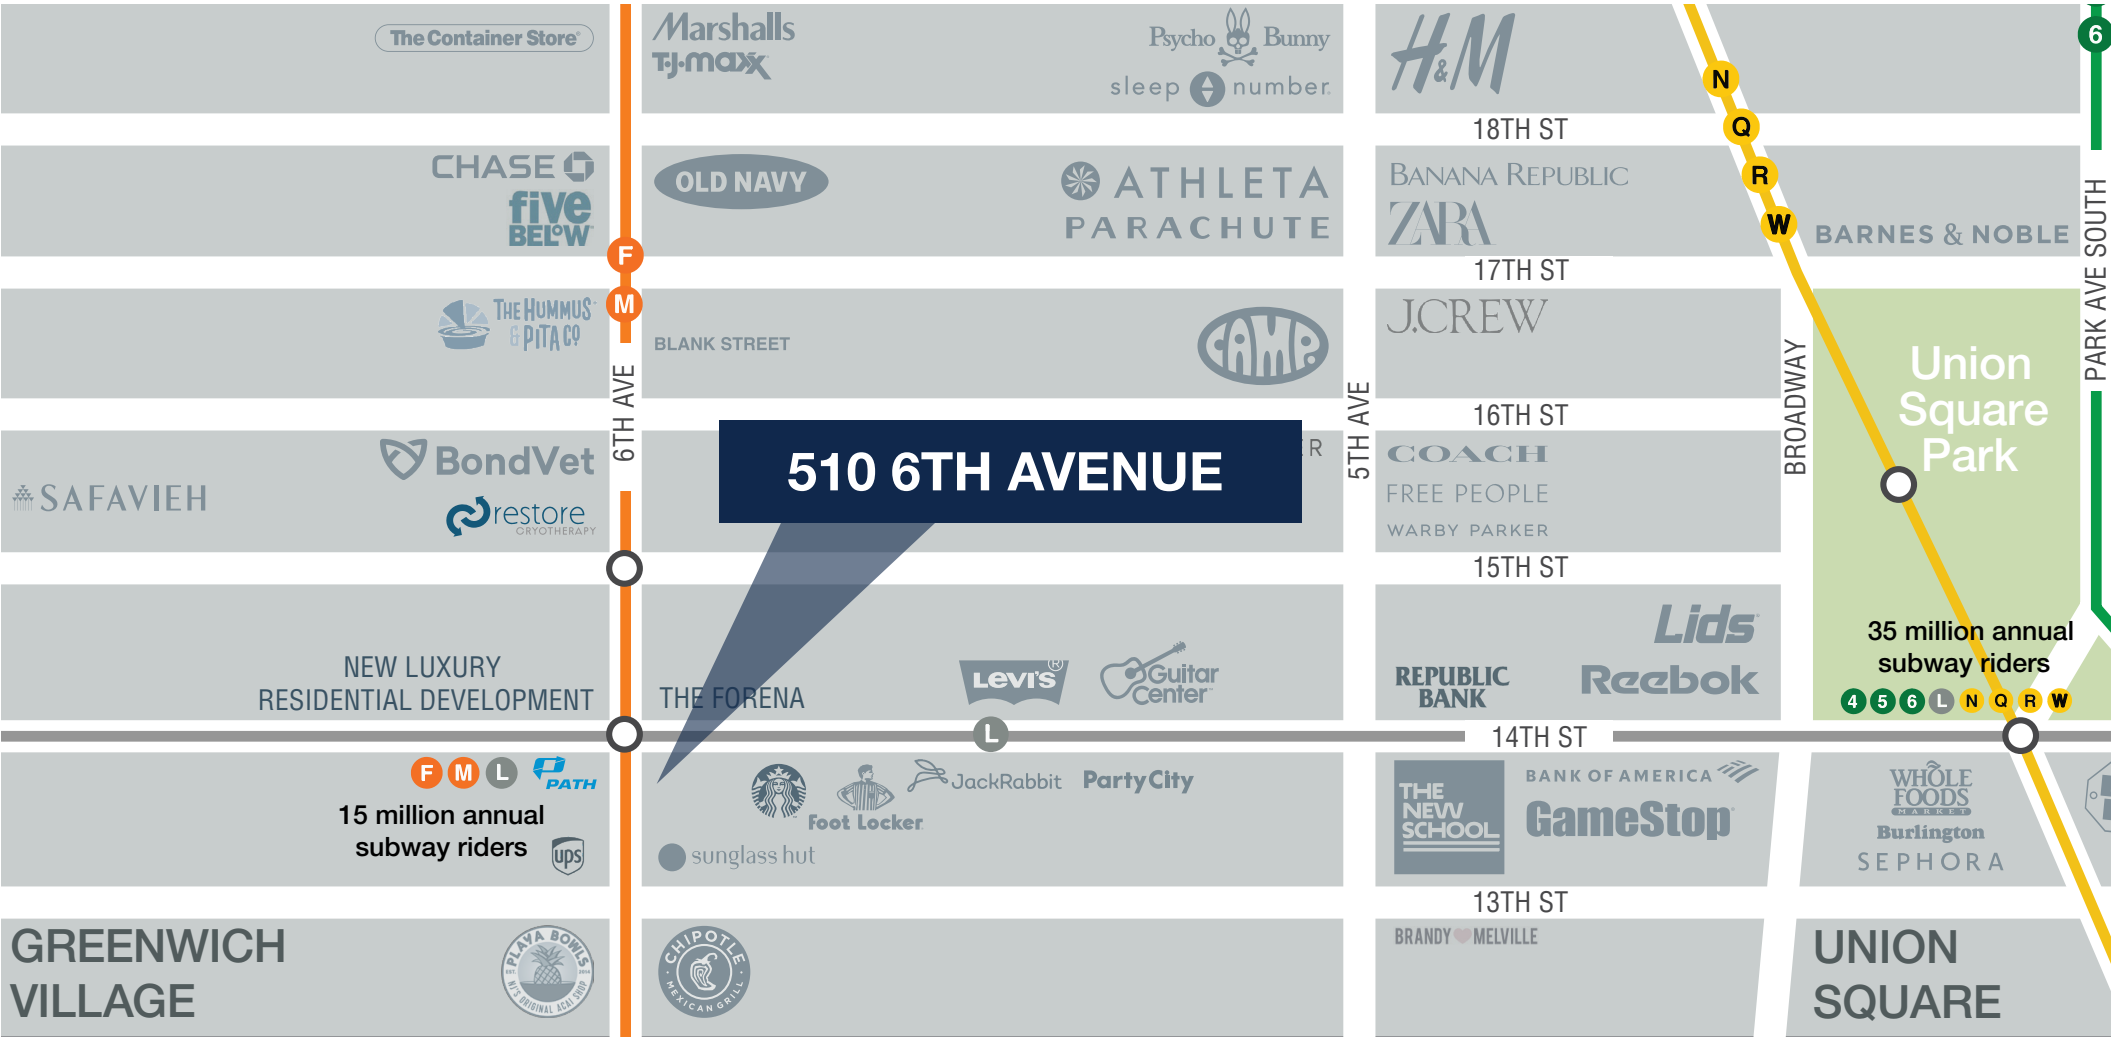 The Container Store
Marshalls
T·J·maxx
Psycho Bunny
sleep number
H&M
6
N
Q
R
W
18TH ST
CHASE
five
BELOW
OLD NAVY
ATHLETA
PARACHUTE
BANANA REPUBLIC
ZARA
BARNES & NOBLE
PARK AVE SOUTH
F
M
17TH ST
THE HUMMUS
& PITA CO
BLANK STREET
CAMP
J.CREW
Union
Square
Park
6TH AVE
5TH AVE
BROADWAY
16TH ST
510 6TH AVENUE
R
SAFAVIEH
BondVet
restore
CRYOTHERAPY
COACH
FREE PEOPLE
WARBY PARKER
15TH ST
NEW LUXURY
RESIDENTIAL DEVELOPMENT
THE FORENA
LEVI'S®
Guitar
Center
REPUBLIC
BANK
Lids
Reebok
35 million annual
subway riders
4 5 6 L N Q R W
L
14TH ST
F M L PATH
15 million annual
subway riders
ups
Foot Locker
JackRabbit
PartyCity
sunglass hut
THE
NEW
SCHOOL
BANK OF AMERICA
GameStop
WHOLE
FOODS
MARKET
Burlington
SEPHORA
13TH ST
GREENWICH
VILLAGE
PLAYA BOWLS
EST. 2014
NJ'S ORIGINAL ACAI SHOP
CHIPOTLE
MEXICAN GRILL
BRANDY MELVILLE
UNION
SQUARE